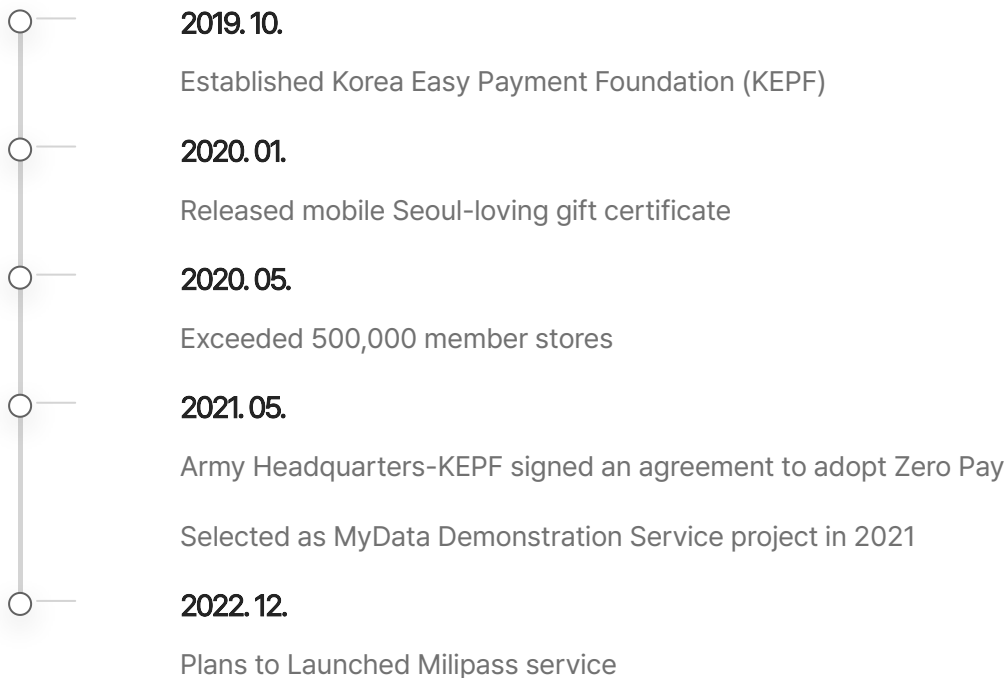 2019. 10.
Established Korea Easy Payment Foundation (KEPF)
2020. 01.
Released mobile Seoul-loving gift certificate
2020. 05.
Exceeded 500,000 member stores
2021. 05.
Army Headquarters-KEPF signed an agreement to adopt Zero Pay
Selected as MyData Demonstration Service project in 2021
2022. 12.
Plans to Launched Milipass service